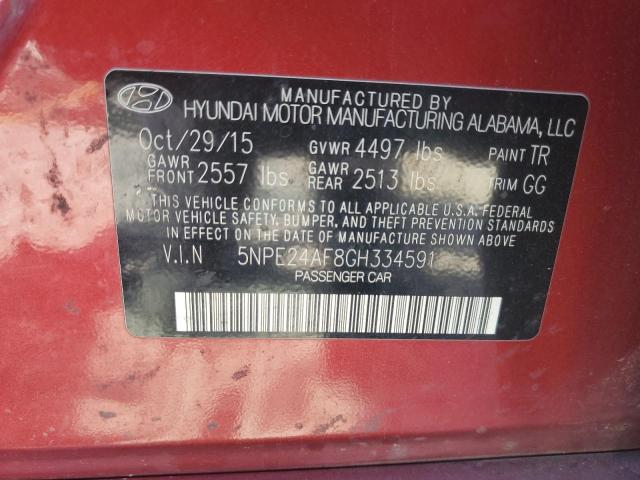 MANUFACTURED BY
HYUNDAI MOTOR MANUFACTURING ALABAMA, LLC
Oct/29/15 GVWR 4497 lbs PAINT TR
GAWR FRONT 2557 lbs GAWR REAR 2513 lbs TRIM GG
THIS VEHICLE CONFORMS TO ALL APPLICABLE U.S.A. FEDERAL
MOTOR VEHICLE SAFETY, BUMPER, AND THEFT PREVENTION STANDARDS
IN EFFECT ON THE DATE OF MANUFACTURE SHOWN ABOVE
V.I.N 5NPE24AF8GH334591
PASSENGER CAR